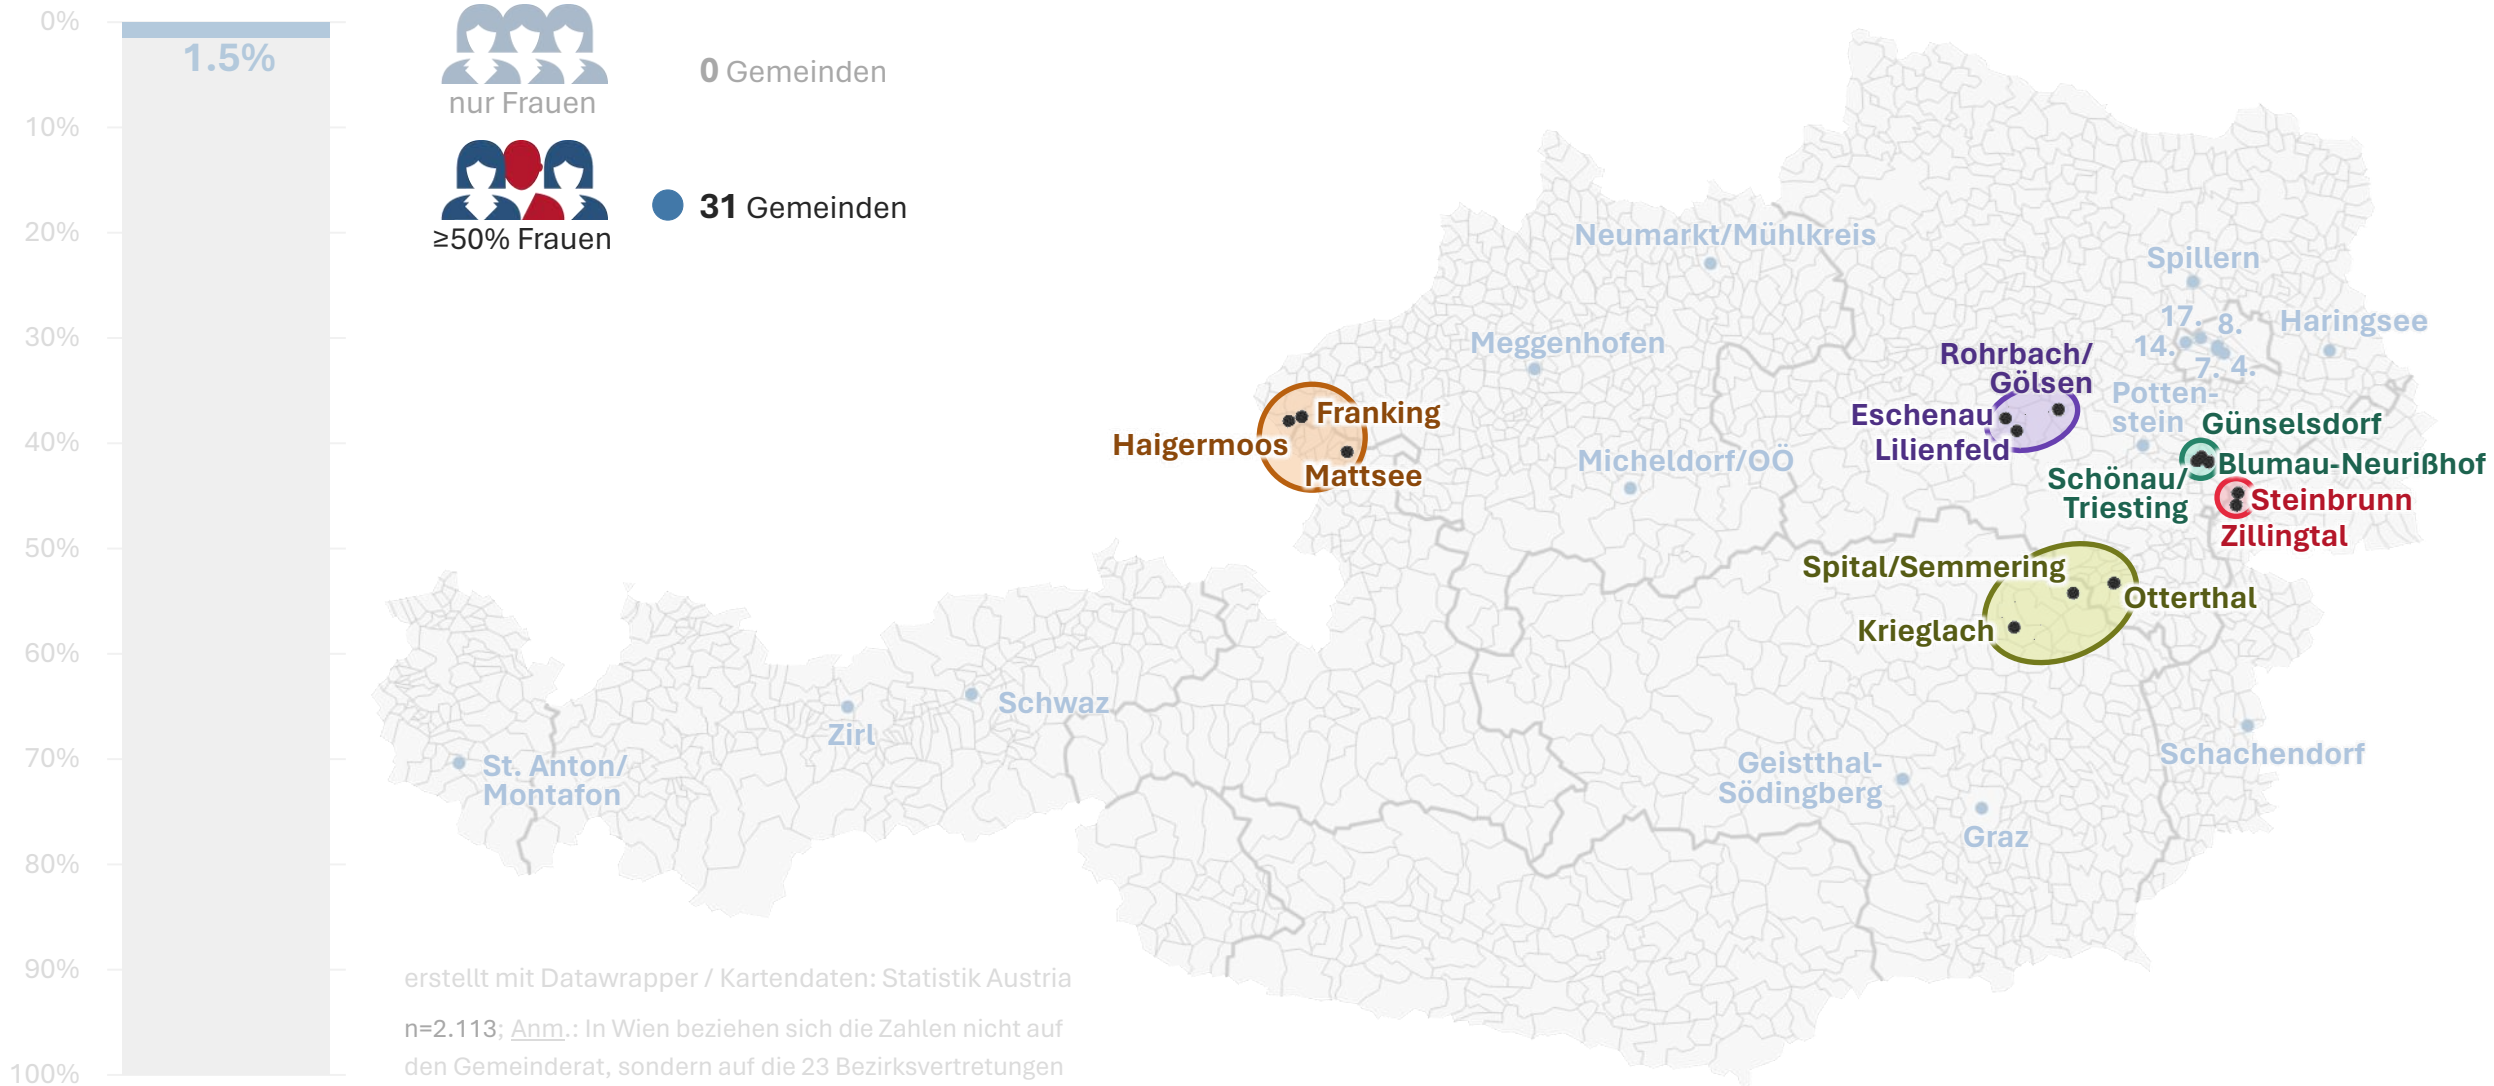 0%
10%
20%
30%
40%
50%
60%
70%
80%
90%
100%
1.5%
nur Frauen
0 Gemeinden
≥50% Frauen
31 Gemeinden
Neumarkt/Mühlkreis
Spillern
17.
8.
Haringsee
14.
7.
4.
Meggenhofen
Rohrbach/
Gölsen
Potten-
stein
Franking
Eschenau
Günselsdorf
Haigermoos
Lilienfeld
Micheldorf/OÖ
Blumau-Neurißhof
Mattsee
Schönau/
Triesting
Steinbrunn
Zillingtal
Spital/Semmering
Otterthal
Krieglach
Schwaz
Zirl
St. Anton/
Montafon
Geistthal-
Södingberg
Schachendorf
Graz
erstellt mit Datawrapper / Kartendaten: Statistik Austria
n=2.113; Anm.: In Wien beziehen sich die Zahlen nicht auf
den Gemeinderat, sondern auf die 23 Bezirksvertretungen